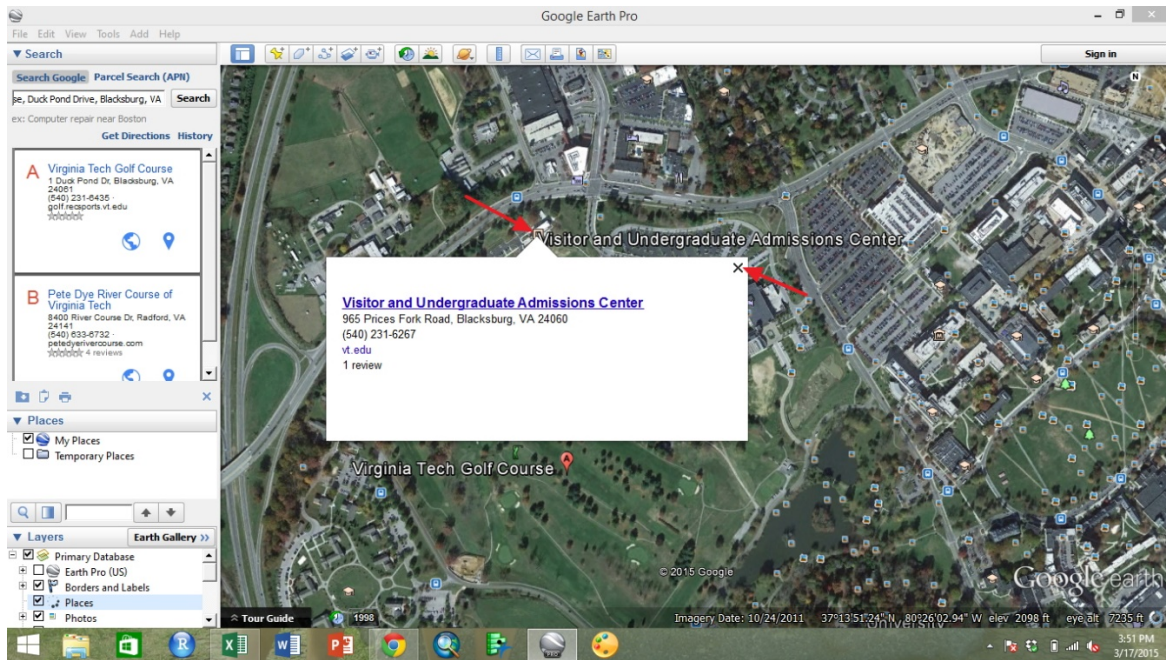 Google Earth Pro
File Edit View Tools Add Help
Search
Sign in
Search Google Parcel Search (APN)
se, Duck Pond Drive, Blacksburg, VA Search
ex: Computer repair near Boston
Get Directions History
A Virginia Tech Golf Course
1 Duck Pond Dr, Blacksburg, VA
24061
(540) 231-6435 ·
golf.recsports.vt.edu
B Pete Dye River Course of
Virginia Tech
8400 River Course Dr, Radford, VA
24141
(540) 633-6732 ·
petedyerivercourse.com
4 reviews
Places
My Places
Temporary Places
Layers Earth Gallery »
Primary Database
Earth Pro (US)
Borders and Labels
Places
Photos
N
Visitor and Undergraduate Admissions Center
Visitor and Undergraduate Admissions Center
965 Prices Fork Road, Blacksburg, VA 24060
(540) 231-6267
vt.edu
1 review
Virginia Tech Golf Course A
© 2015 Google
Google earth
University
Tour Guide 1998 Imagery Date: 10/24/2011 37°13'51.24" N 80°26'02.94" W elev 2098 ft eye alt 7235 ft
3:51 PM
3/17/2015